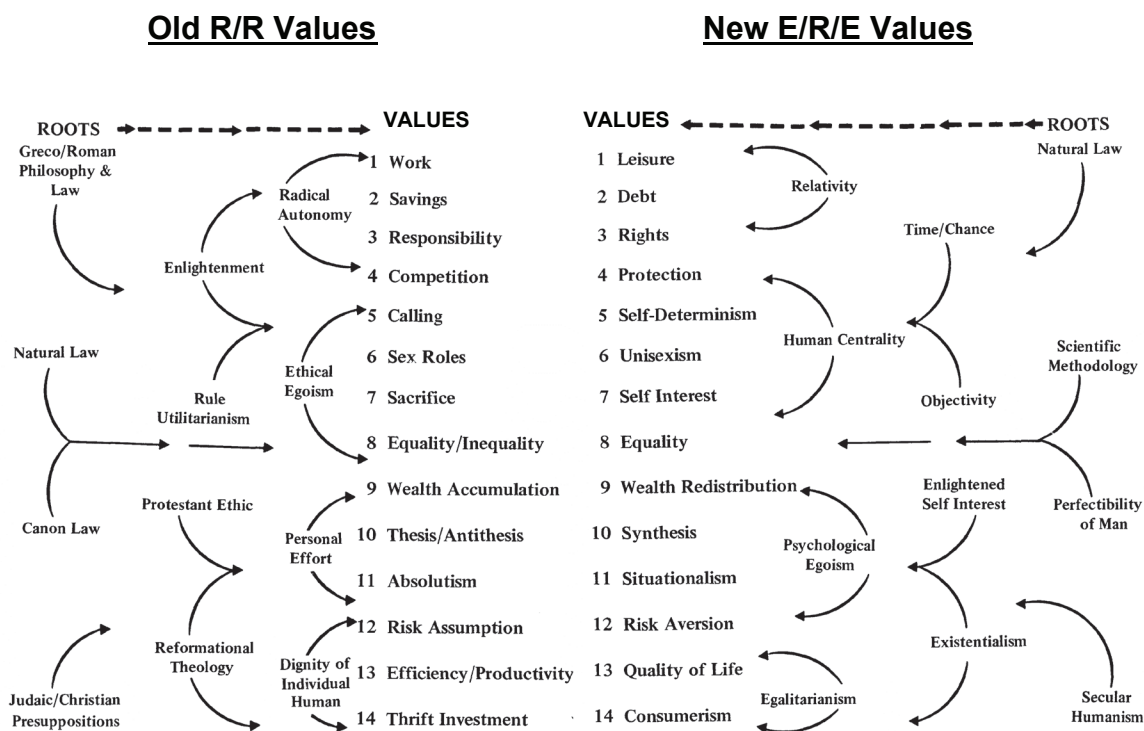 Old R/R Values
New E/R/E Values
ROOTS
VALUES
VALUES
ROOTS
Greco/Roman
Philosophy &
Law
Natural Law
Canon Law
Judaic/Christian
Presuppositions
Enlightenment
Rule
Utilitarianism
Protestant Ethic
Reformational
Theology
Radical
Autonomy
Ethical
Egoism
Personal
Effort
Dignity of
Individual
Human
1 Work
2 Savings
3 Responsibility
4 Competition
5 Calling
6 Sex Roles
7 Sacrifice
8 Equality/Inequality
9 Wealth Accumulation
10 Thesis/Antithesis
11 Absolutism
12 Risk Assumption
13 Efficiency/Productivity
14 Thrift Investment
1 Leisure
2 Debt
3 Rights
4 Protection
5 Self-Determinism
6 Unisexism
7 Self Interest
8 Equality
9 Wealth Redistribution
10 Synthesis
11 Situationalism
12 Risk Aversion
13 Quality of Life
14 Consumerism
Relativity
Human Centrality
Psychological
Egoism
Egalitarianism
Time/Chance
Objectivity
Enlightened
Self Interest
Existentialism
Natural Law
Scientific
Methodology
Perfectibility
of Man
Secular
Humanism